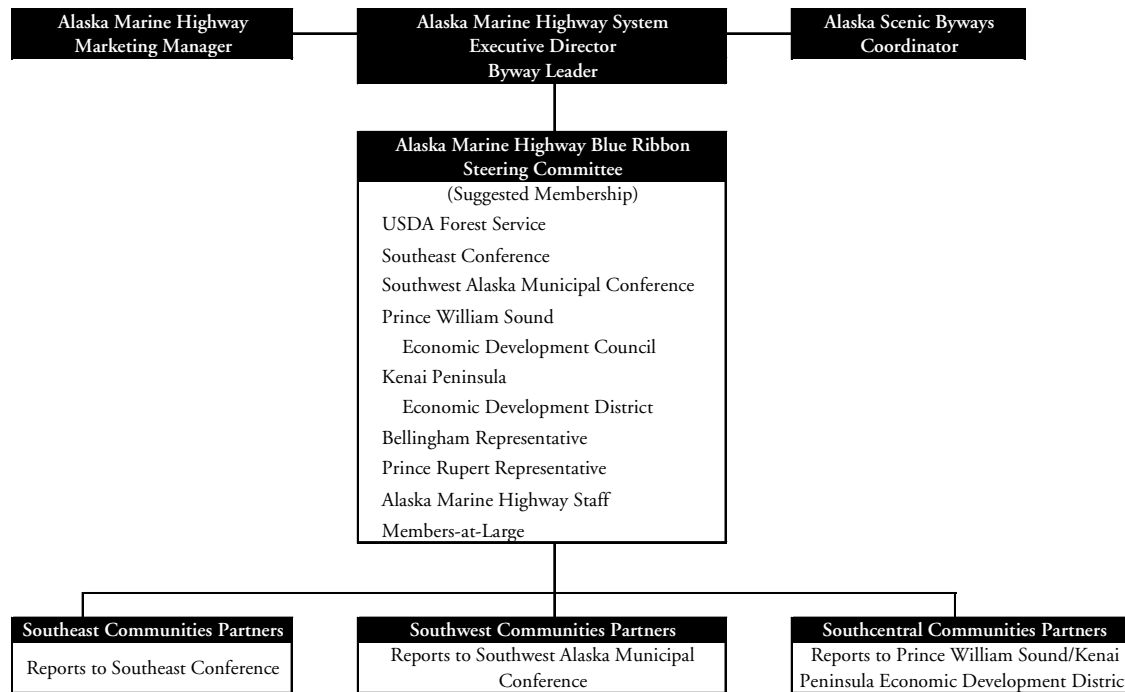 Alaska Marine Highway
Marketing Manager
Alaska Marine Highway System
Executive Director
Byway Leader
Alaska Scenic Byways
Coordinator
Alaska Marine Highway Blue Ribbon
Steering Committee
(Suggested Membership)
USDA Forest Service
Southeast Conference
Southwest Alaska Municipal Conference
Prince William Sound
Economic Development Council
Kenai Peninsula
Economic Development District
Bellingham Representative
Prince Rupert Representative
Alaska Marine Highway Staff
Members-at-Large
Southeast Communities Partners
Reports to Southeast Conference
Southwest Communities Partners
Reports to Southwest Alaska Municipal
Conference
Southcentral Communities Partners
Reports to Prince William Sound/Kenai
Peninsula Economic Development Distric